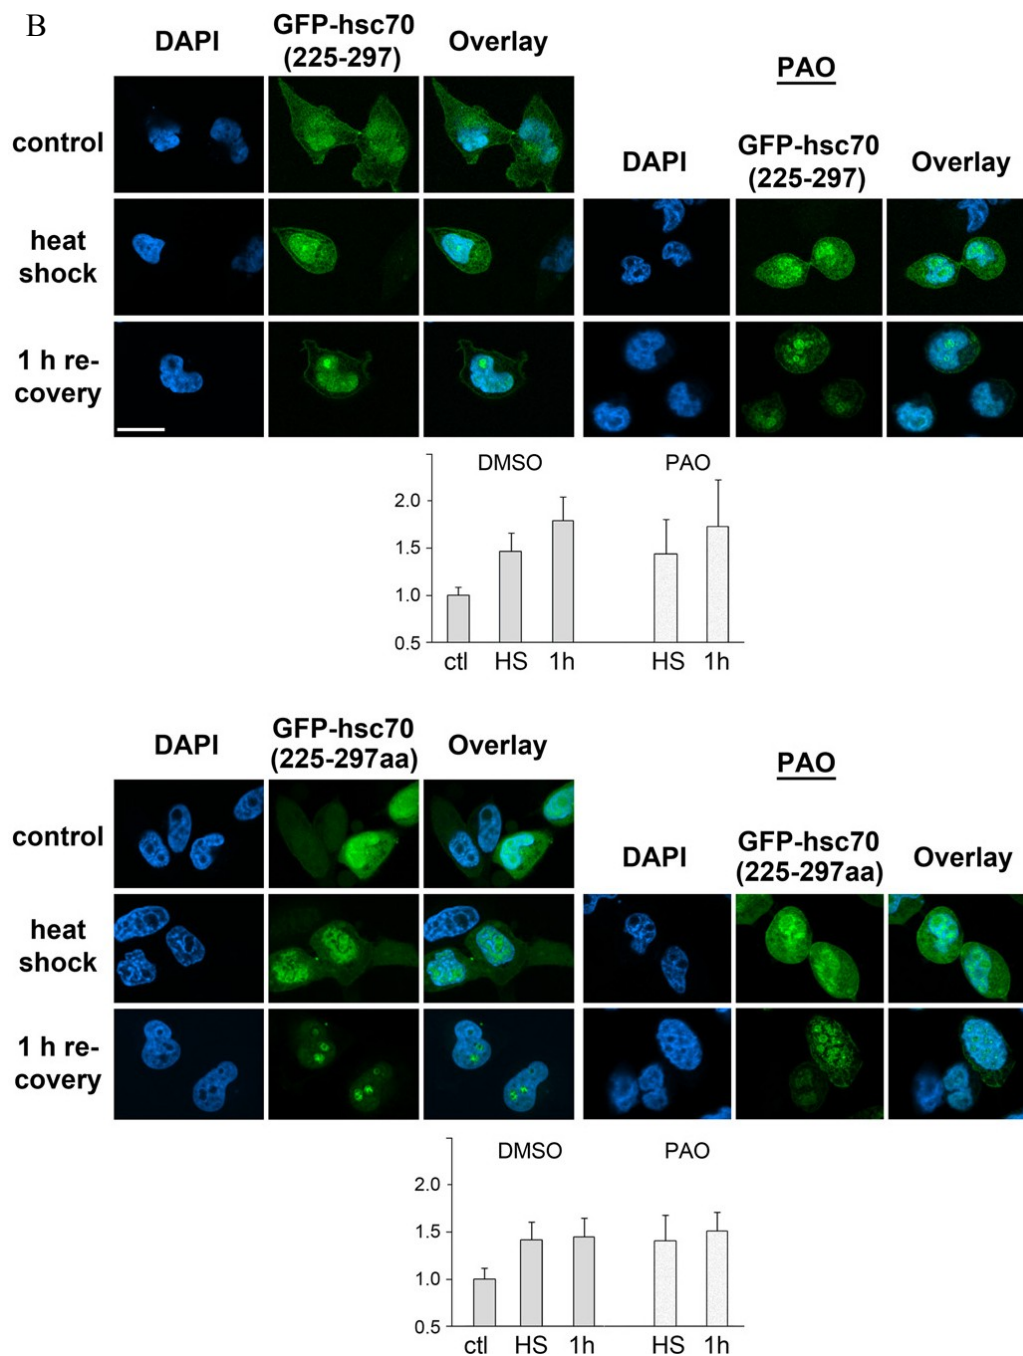 B
DAPI
GFP-hsc70
(225-297)
Overlay
PAO
control
DAPI
GFP-hsc70
(225-297)
Overlay
heat
shock
1 h re-
covery
DMSO
PAO
2.0
1.5
1.0
0.5
ctl HS 1h HS 1h
DAPI
GFP-hsc70
(225-297aa)
Overlay
PAO
control
DAPI
GFP-hsc70
(225-297aa)
Overlay
heat
shock
1 h re-
covery
DMSO
PAO
2.0
1.5
1.0
0.5
ctl HS 1h HS 1h